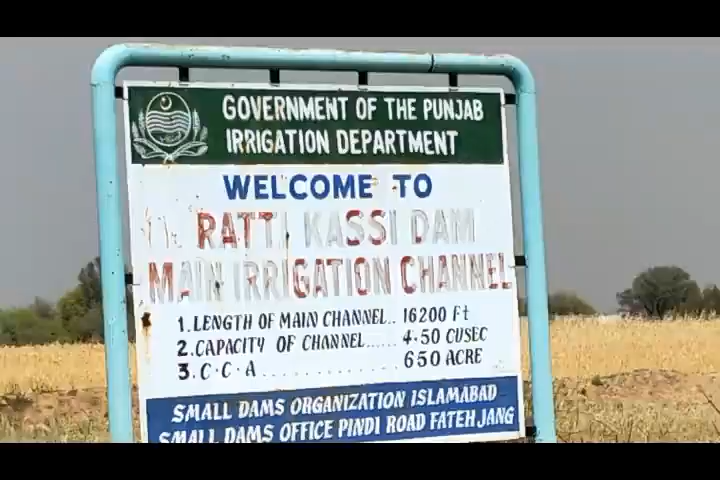 GOVERNMENT OF THE PUNJAB
IRRIGATION DEPARTMENT
WELCOME TO
RATTI KASSI DAM
MAIN IRRIGATION CHANNEL
1.LENGTH OF MAIN CHANNEL.. 16200 Ft
2.CAPACITY OF CHANNEL...... 4.50 CUSEC
3.C.C.A .............. 650 ACRE
SMALL DAMS ORGANIZATION ISLAMABAD
SMALL DAMS OFFICE PINDI ROAD FATEH JANG